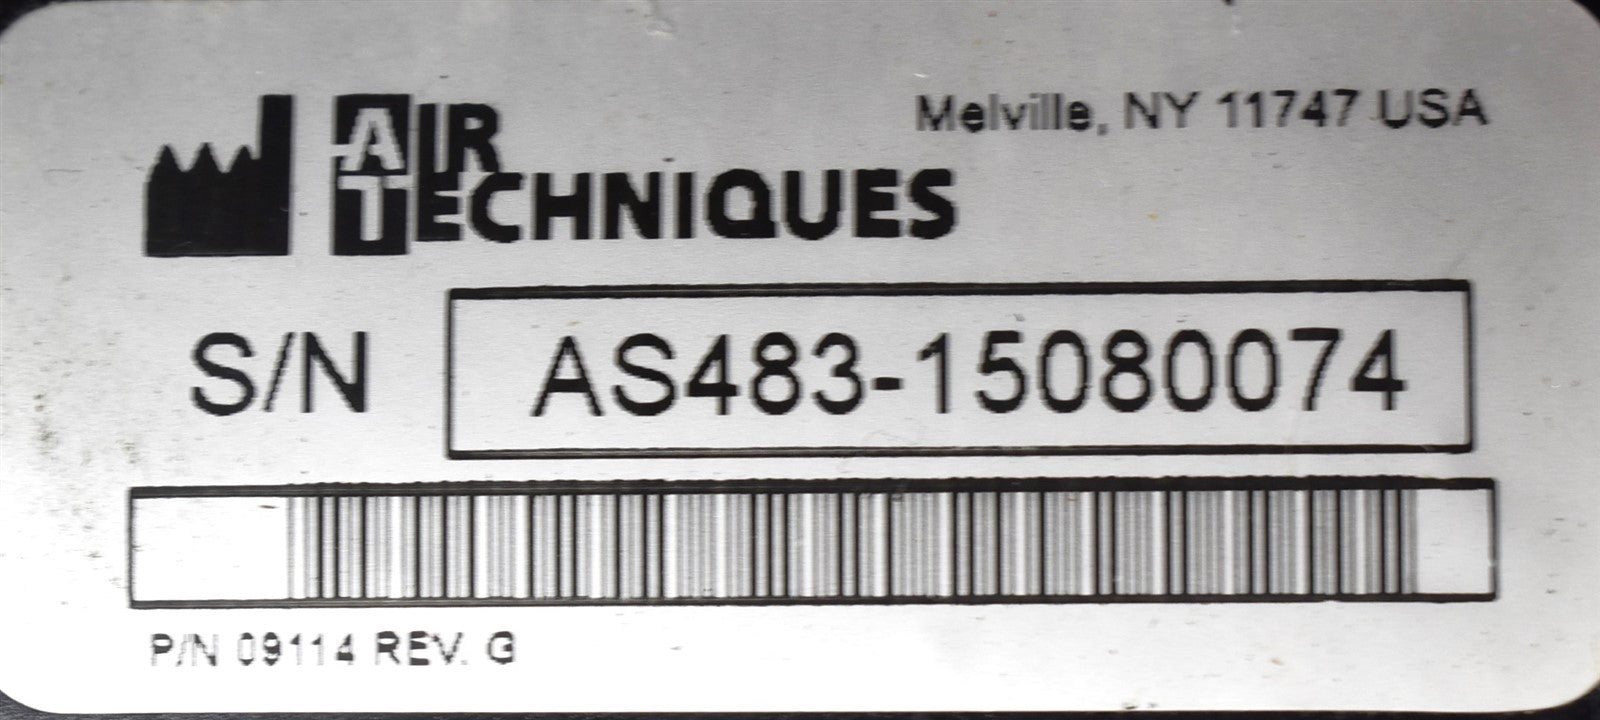 AIR
TECHNIQUES
Melville, NY 11747 USA
S/N AS483-15080074
P/N 09114 REV. G